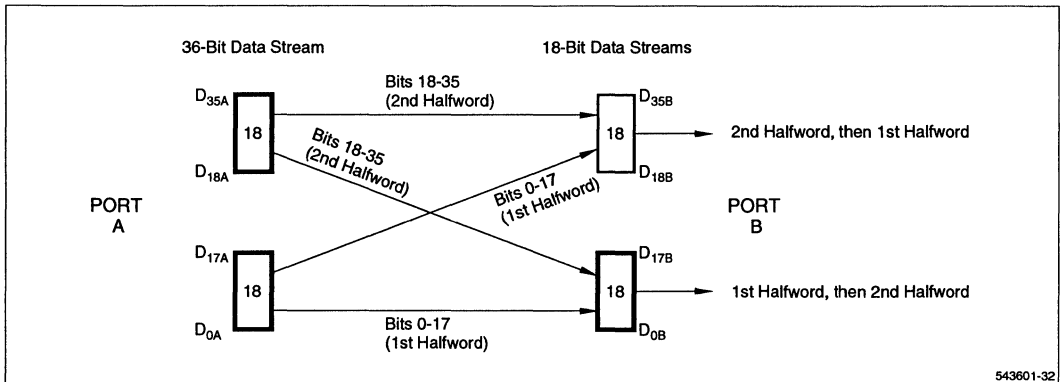 36-Bit Data Stream
18-Bit Data Streams
D35A
18
D18A
Bits 18-35
(2nd Halfword)
D35B
18
D18B
2nd Halfword, then 1st Halfword
Bits 18-35
(2nd Halfword)
Bits 0-17
(1st Halfword)
PORT
A
PORT
B
D17A
18
D0A
Bits 0-17
(1st Halfword)
D17B
18
D0B
1st Halfword, then 2nd Halfword
543601-32